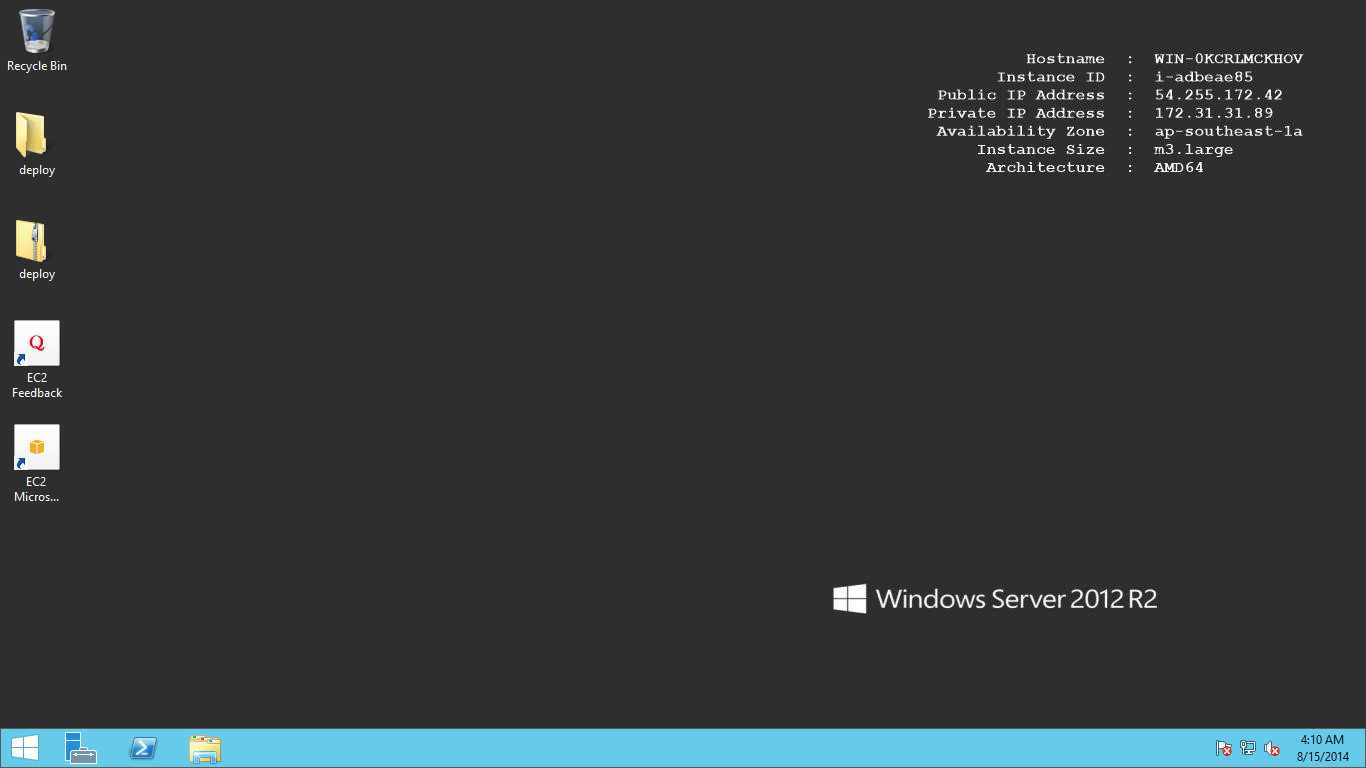 Recycle Bin
deploy
deploy
EC2
Feedback
EC2
Micros...
Hostname : WIN-0KCRLMCKHOV
Instance ID : i-adbeae85
Public IP Address : 54.255.172.42
Private IP Address : 172.31.31.89
Availability Zone : ap-southeast-1a
Instance Size : m3.large
Architecture : AMD64
Windows Server 2012 R2
4:10 AM
8/15/2014